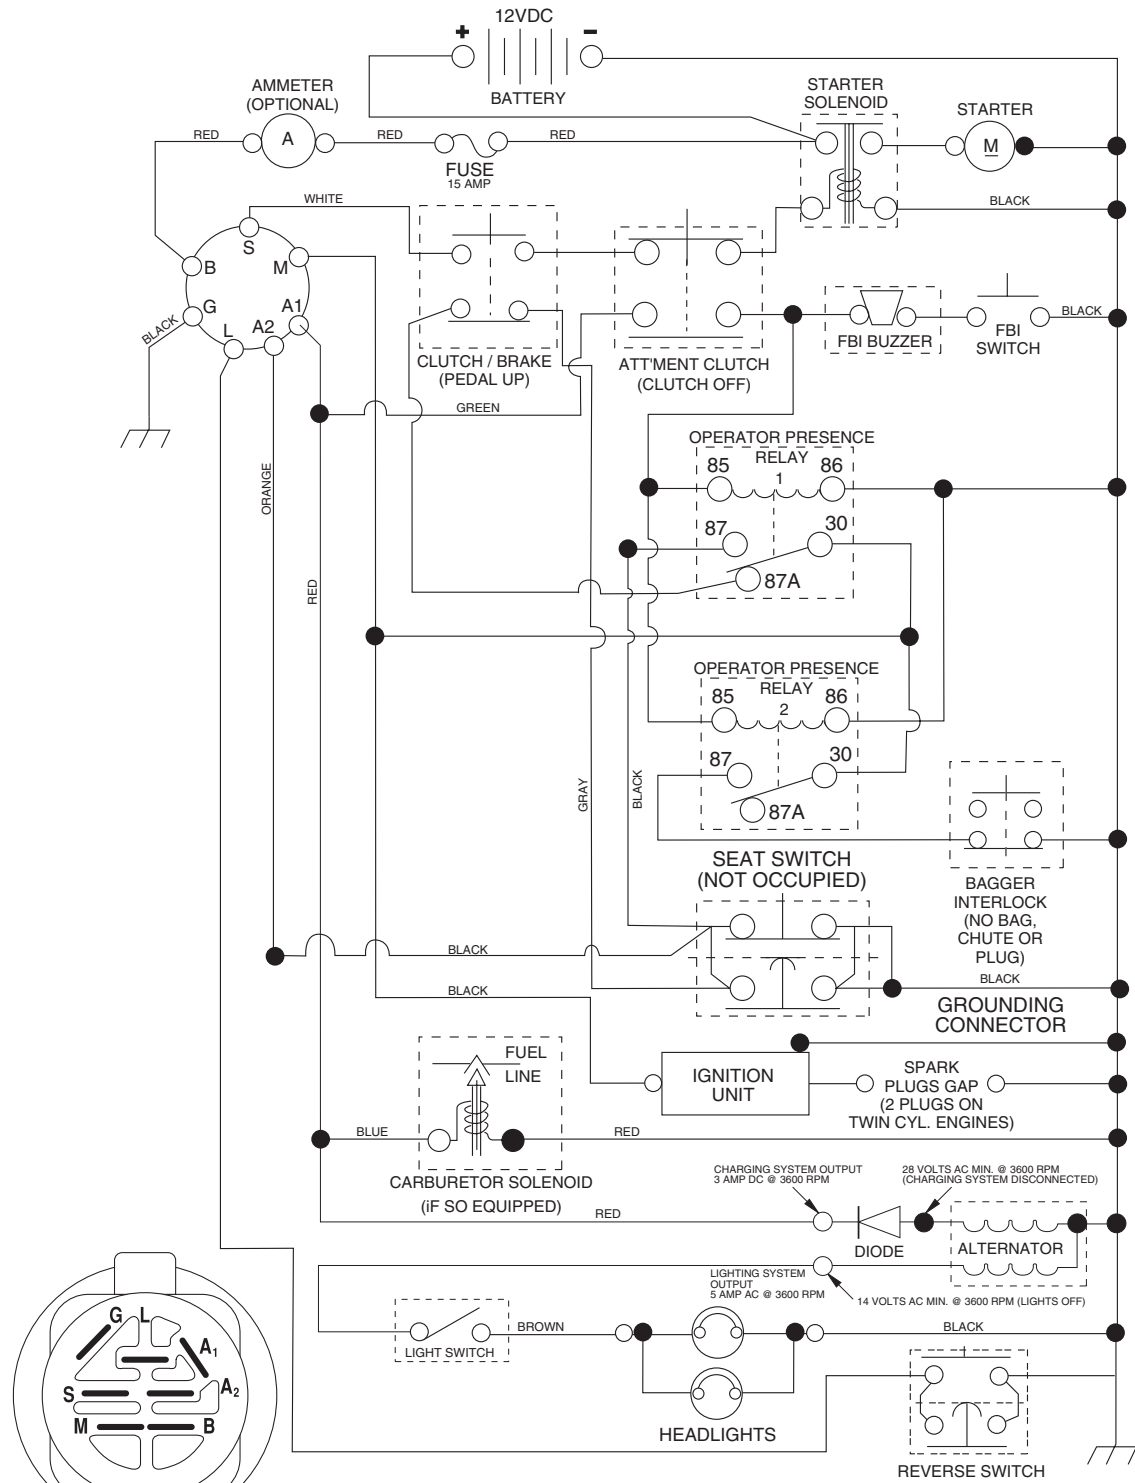 12VDC
+
-
BATTERY
AMMETER
(OPTIONAL)
STARTER
SOLENOID
STARTER
RED
A
RED
FUSE
15 AMP
RED
M
WHITE
BLACK
S
B
M
G
A1
L
A2
BLACK
CLUTCH / BRAKE
(PEDAL UP)
ATT'MENT CLUTCH
(CLUTCH OFF)
FBI BUZZER
FBI
SWITCH
BLACK
GREEN
OPERATOR PRESENCE
RELAY
1
85
86
87
30
87A
ORANGE
RED
OPERATOR PRESENCE
RELAY
2
85
86
87
30
87A
GRAY
BLACK
SEAT SWITCH
(NOT OCCUPIED)
BAGGER
INTERLOCK
(NO BAG,
CHUTE OR
PLUG)
BLACK
BLACK
BLACK
GROUNDING
CONNECTOR
FUEL
LINE
IGNITION
UNIT
SPARK
PLUGS GAP
(2 PLUGS ON
TWIN CYL. ENGINES)
BLUE
RED
CARBURETOR SOLENOID
(iF SO EQUIPPED)
CHARGING SYSTEM OUTPUT
3 AMP DC @ 3600 RPM
28 VOLTS AC MIN. @ 3600 RPM
(CHARGING SYSTEM DISCONNECTED)
RED
DIODE
ALTERNATOR
LIGHTING SYSTEM
OUTPUT
5 AMP AC @ 3600 RPM
14 VOLTS AC MIN. @ 3600 RPM (LIGHTS OFF)
LIGHT SWITCH
BROWN
BLACK
HEADLIGHTS
REVERSE SWITCH
G
L
A1
A2
S
M
B